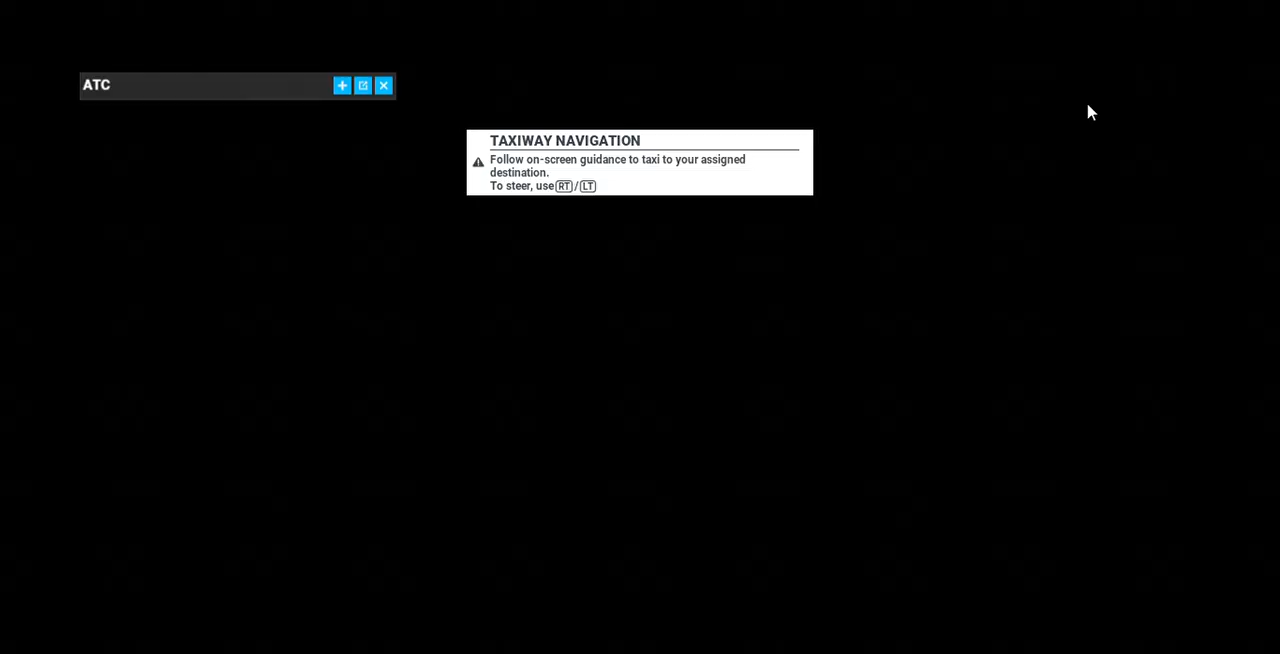 ATC
TAXIWAY NAVIGATION
Follow on-screen guidance to taxi to your assigned
destination.
To steer, use RT / LT